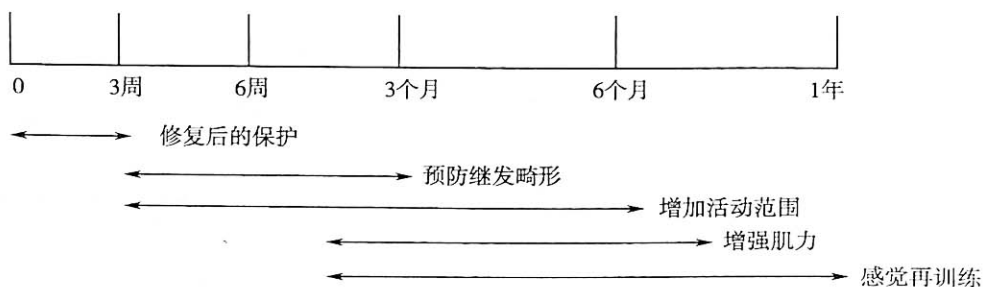 0 3周 6周 3个月 6个月 1年
修复后的保护
预防继发畸形
增加活动范围
增强肌力
感觉再训练